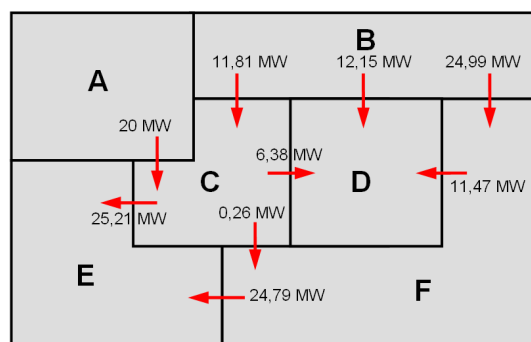 B
11,81 MW
12,15 MW
24,99 MW
A
20 MW
6,38 MW
C
D
11,47 MW
25,21 MW
0,26 MW
E
24,79 MW
F